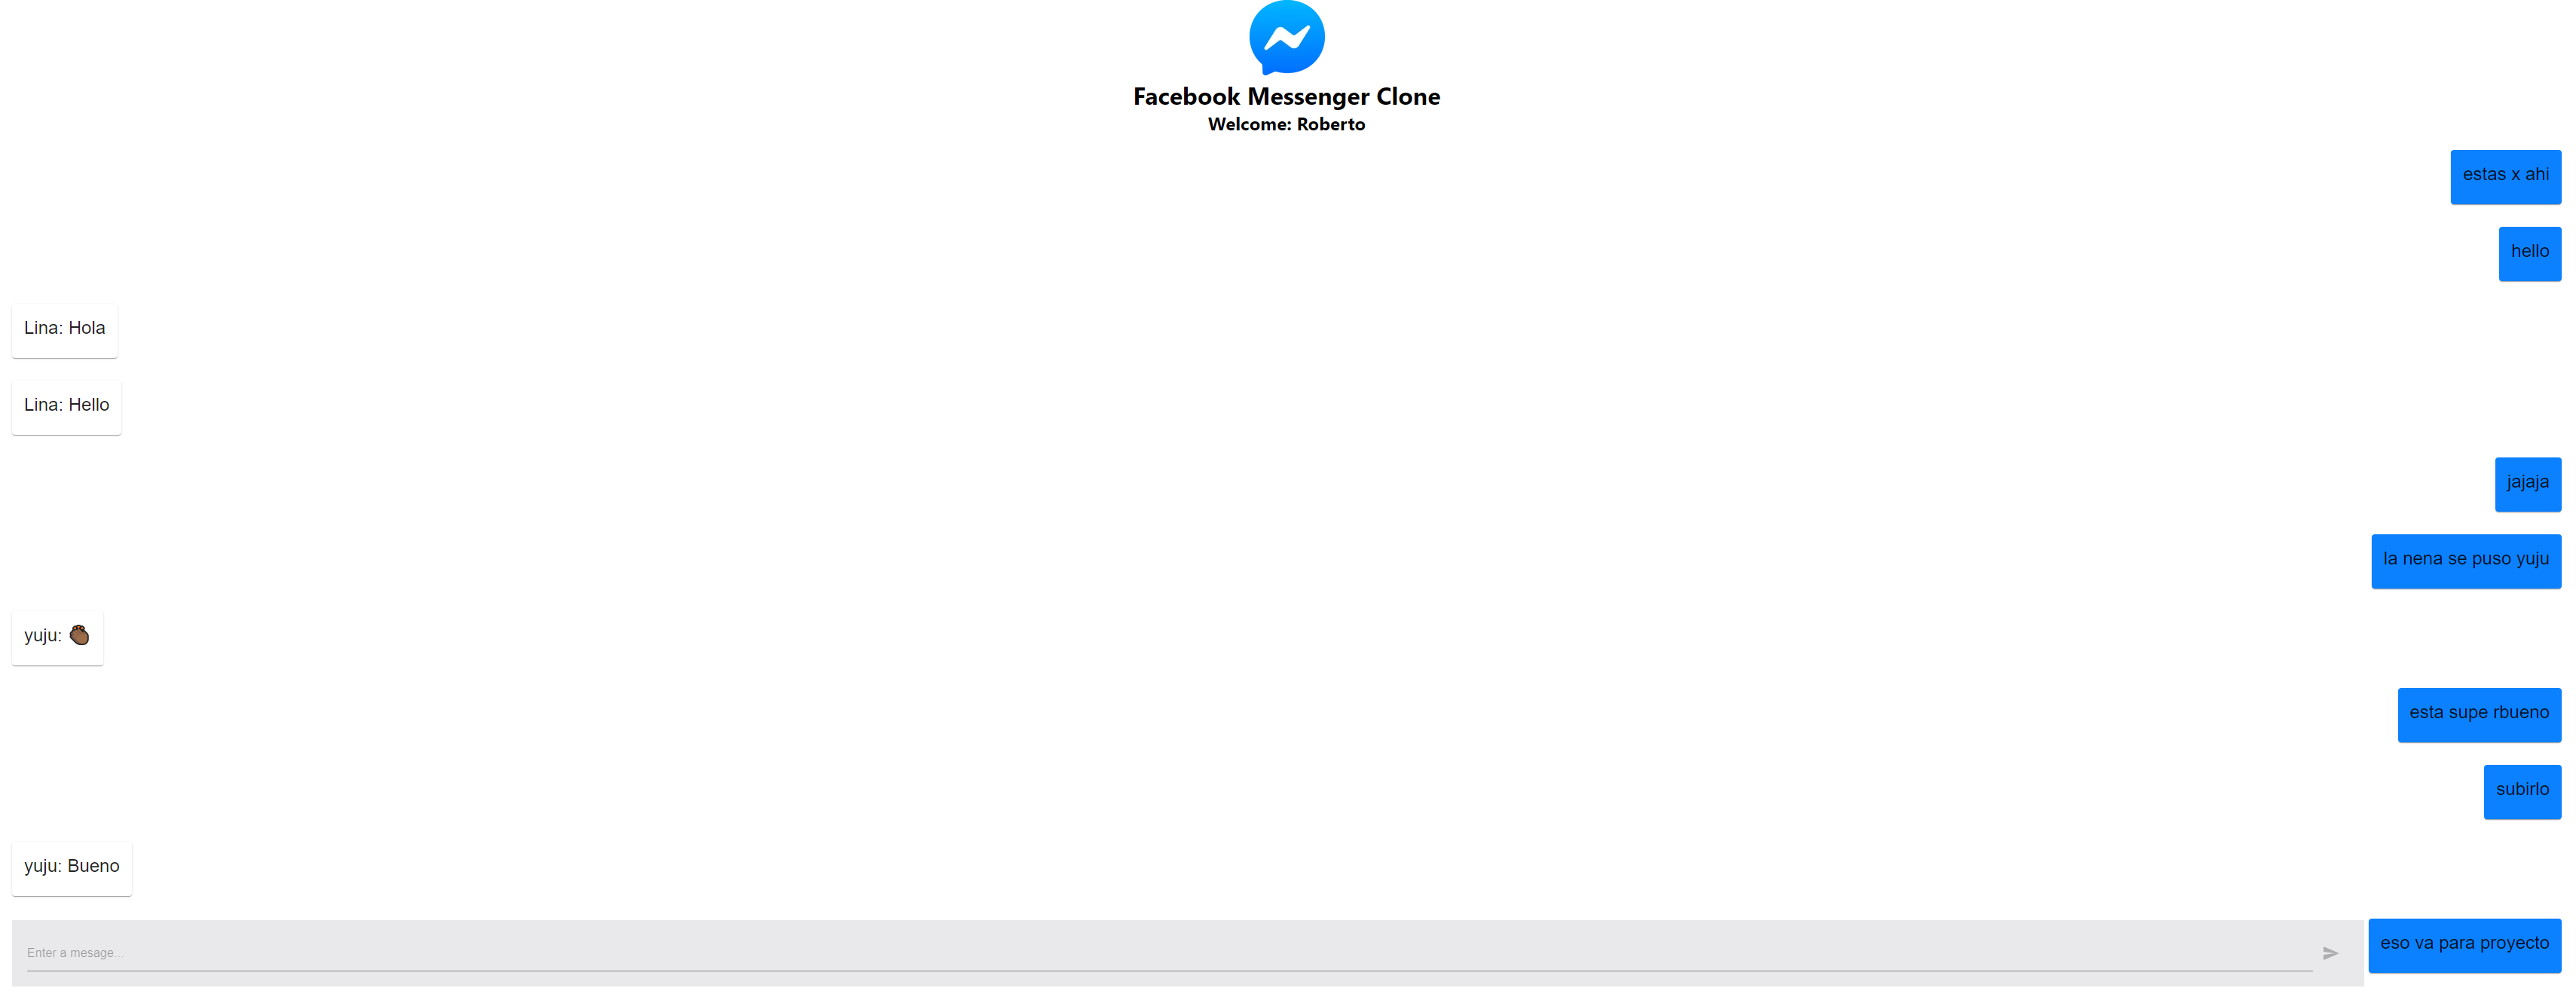 Facebook Messenger Clone
Welcome: Roberto
estas x ahi
hello
Lina: Hola
Lina: Hello
jajaja
la nena se puso yuju
yuju: 👏🏾
esta supe rbueno
subirlo
yuju: Bueno
Enter a mesage...
eso va para proyecto